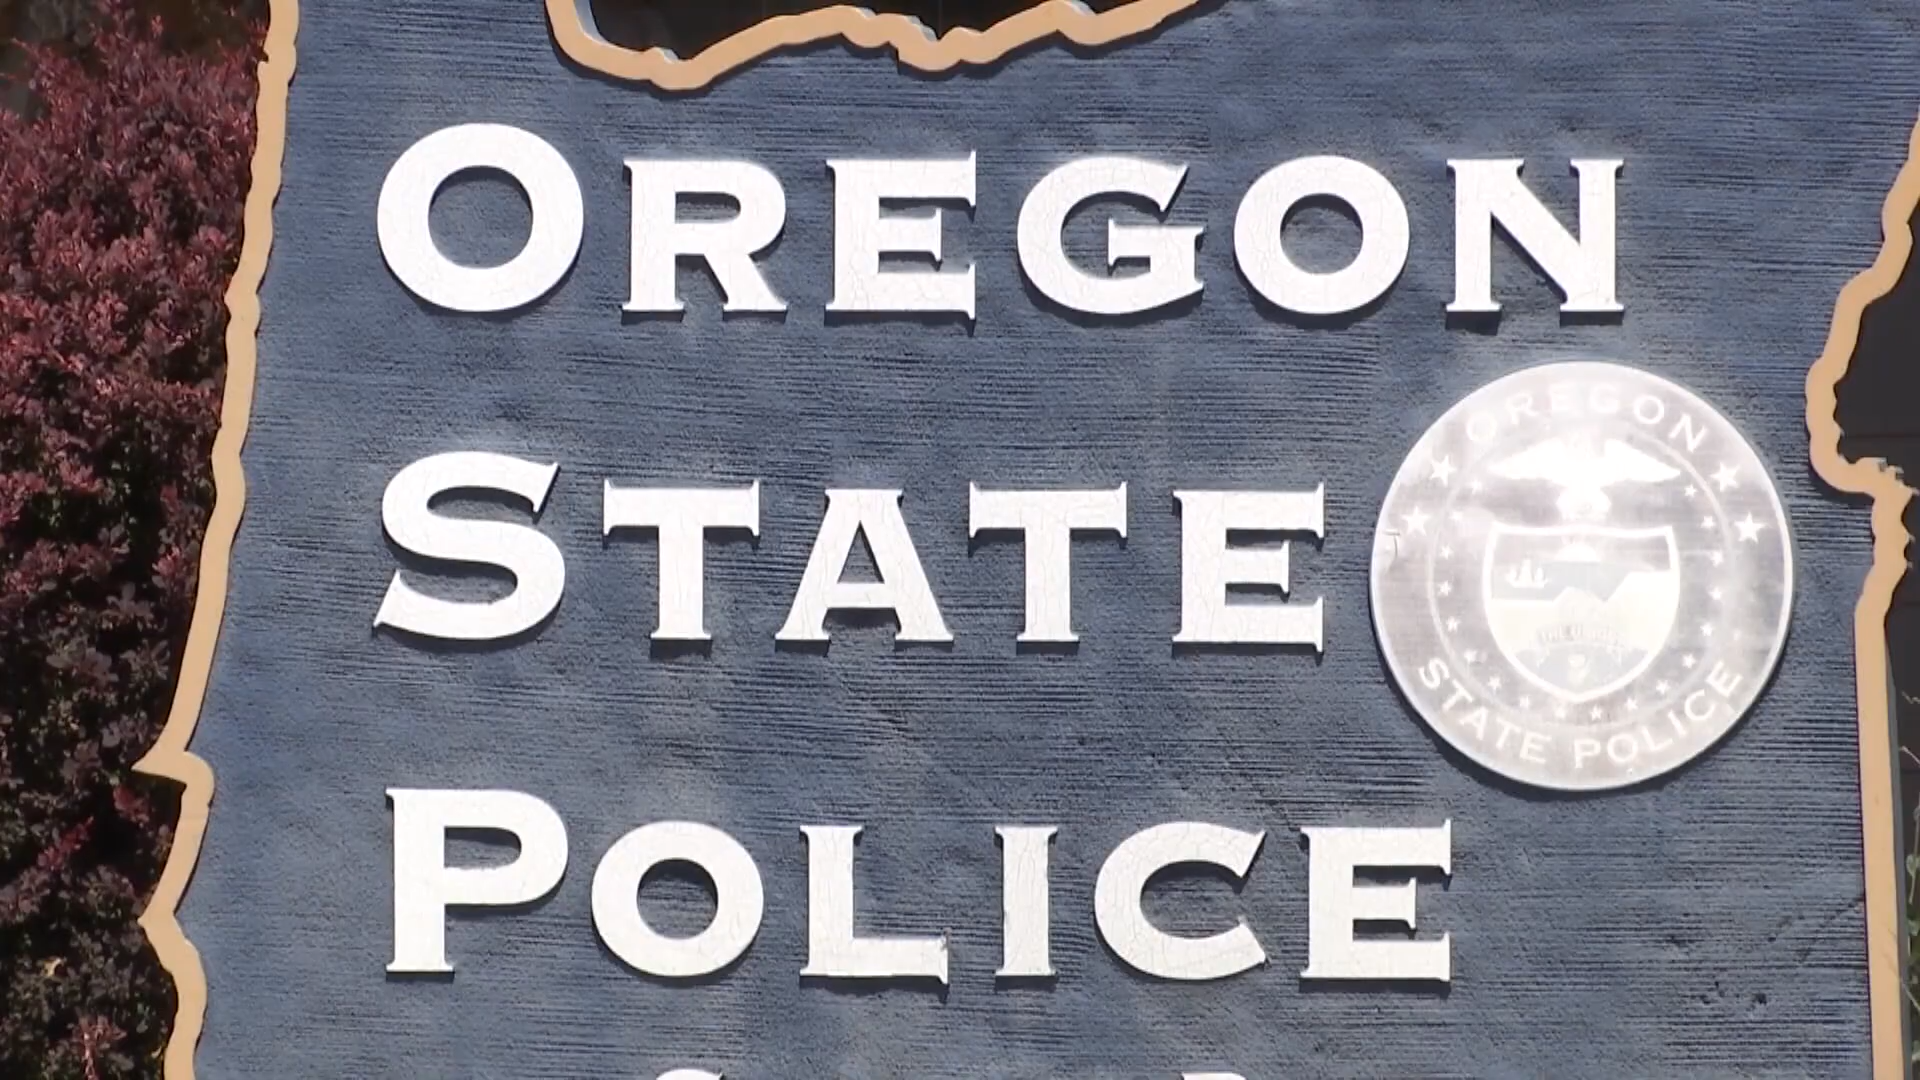 OREGON
STATE
POLICE
OREGON
STATE POLICE